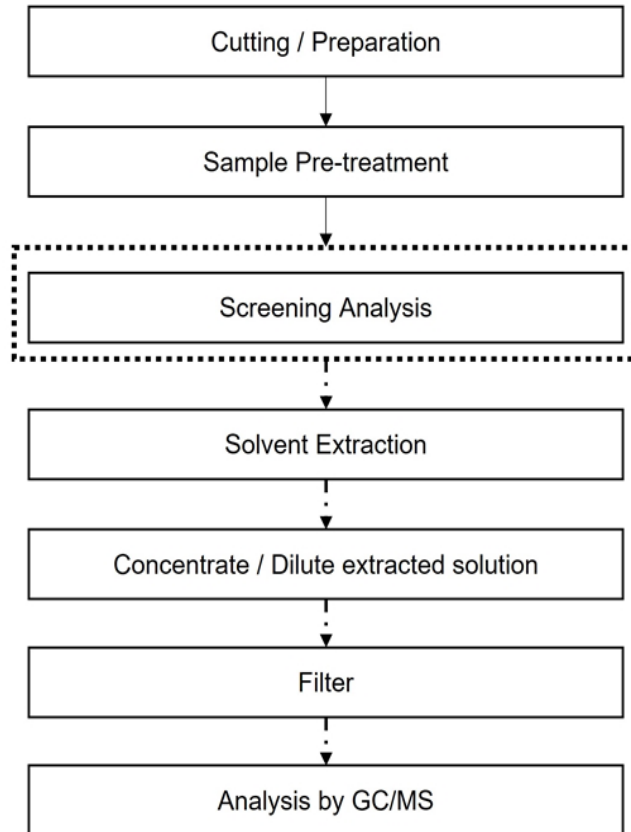 Cutting / Preparation
Sample Pre-treatment
Screening Analysis
Solvent Extraction
Concentrate / Dilute extracted solution
Filter
Analysis by GC/MS